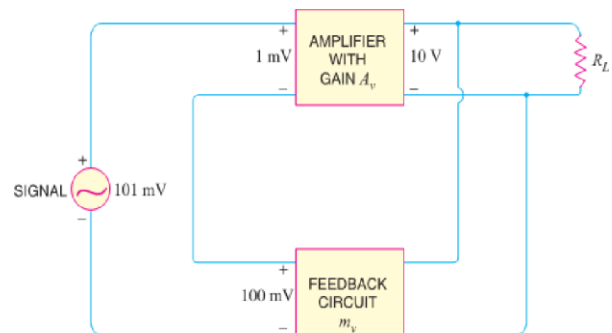 +
1 mV
−
AMPLIFIER
WITH
GAIN Av
+
10 V
−
RL
+
SIGNAL
101 mV
−
+
100 mV
−
FEEDBACK
CIRCUIT
mv